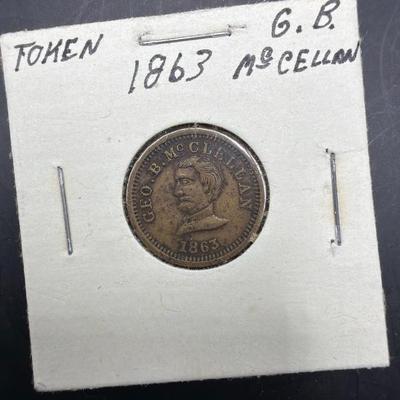 TOKEN
1863
G. B.
McCELLAN
GEO. B. McCLELLAN
1863